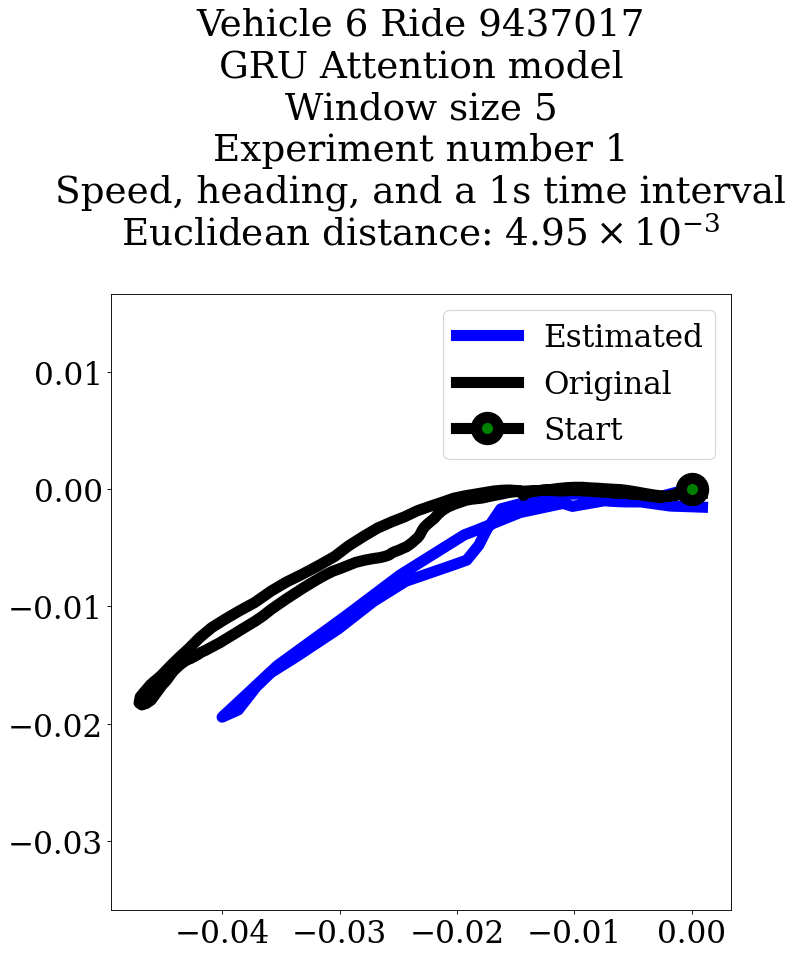 Vehicle 6 Ride 9437017
GRU Attention model
Window size 5
Experiment number 1
Speed, heading, and a 1s time interval
Euclidean distance: 4.95 × 10⁻³
Estimated
Original
Start
0.01
0.00
−0.01
−0.02
−0.03
−0.04 −0.03 −0.02 −0.01 0.00